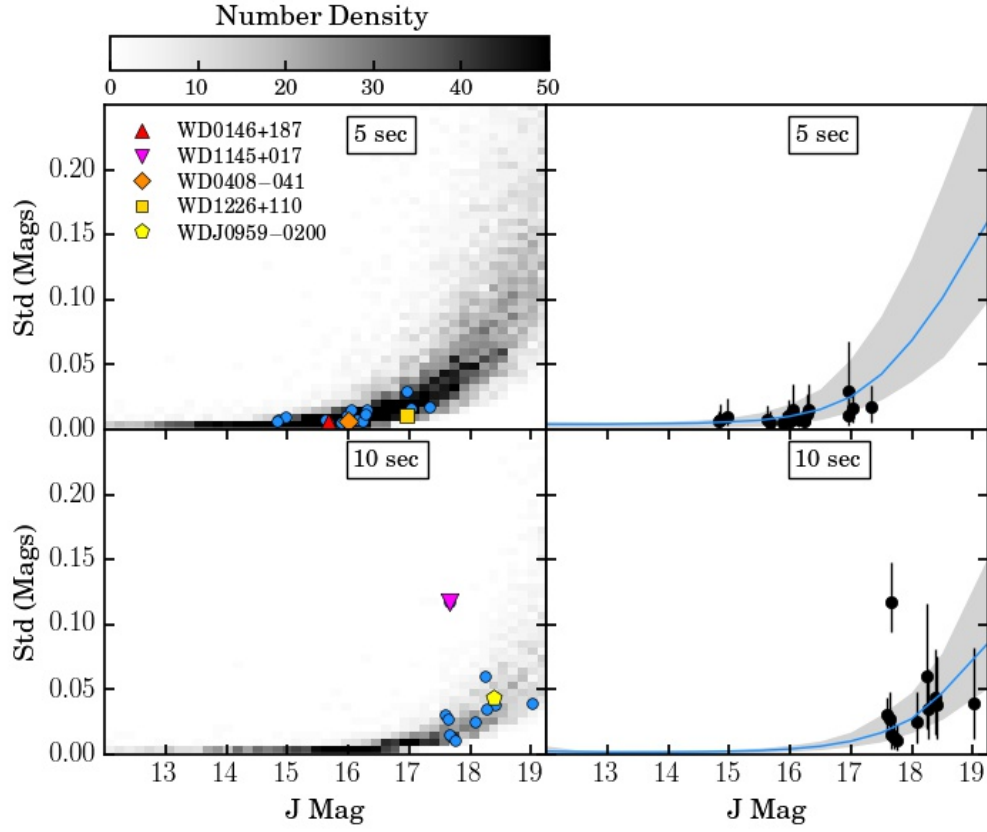 Number Density
0 10 20 30 40 50
5 sec
WD0146+187
WD1145+017
WD0408−041
WD1226+110
WDJ0959−0200
5 sec
0.20
0.15
0.10
0.05
0.00
Std (Mags)
10 sec
10 sec
0.20
0.15
0.10
0.05
0.00
Std (Mags)
13 14 15 16 17 18 19
13 14 15 16 17 18 19
J Mag
J Mag